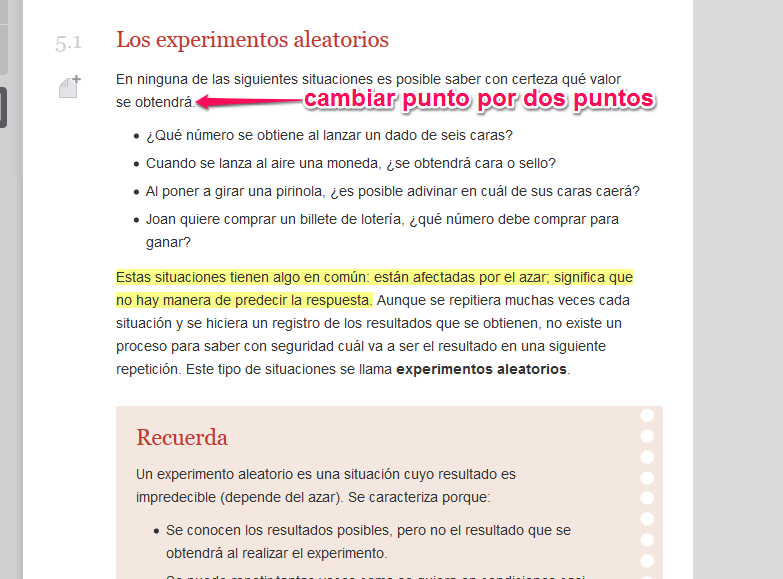 5.1 Los experimentos aleatorios
En ninguna de las siguientes situaciones es posible saber con certeza qué valor
se obtendrá. cambiar punto por dos puntos
• ¿Qué número se obtiene al lanzar un dado de seis caras?
• Cuando se lanza al aire una moneda, ¿se obtendrá cara o sello?
• Al poner a girar una pirinola, ¿es posible adivinar en cuál de sus caras caerá?
• Joan quiere comprar un billete de lotería, ¿qué número debe comprar para
ganar?
Estas situaciones tienen algo en común: están afectadas por el azar; significa que
no hay manera de predecir la respuesta. Aunque se repitiera muchas veces cada
situación y se hiciera un registro de los resultados que se obtienen, no existe un
proceso para saber con seguridad cuál va a ser el resultado en una siguiente
repetición. Este tipo de situaciones se llama experimentos aleatorios.
Recuerda
Un experimento aleatorio es una situación cuyo resultado es
impredecible (depende del azar). Se caracteriza porque:
• Se conocen los resultados posibles, pero no el resultado que se
obtendrá al realizar el experimento.